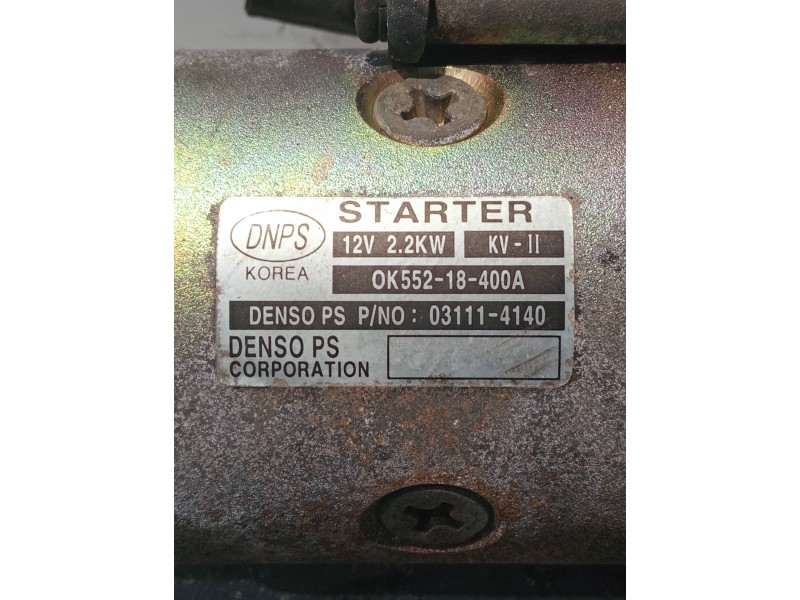 STARTER
DNPS
12V 2.2KW KV-II
KOREA
OK552-18-400A
DENSO PS P/NO: 03111-4140
DENSO PS
CORPORATION